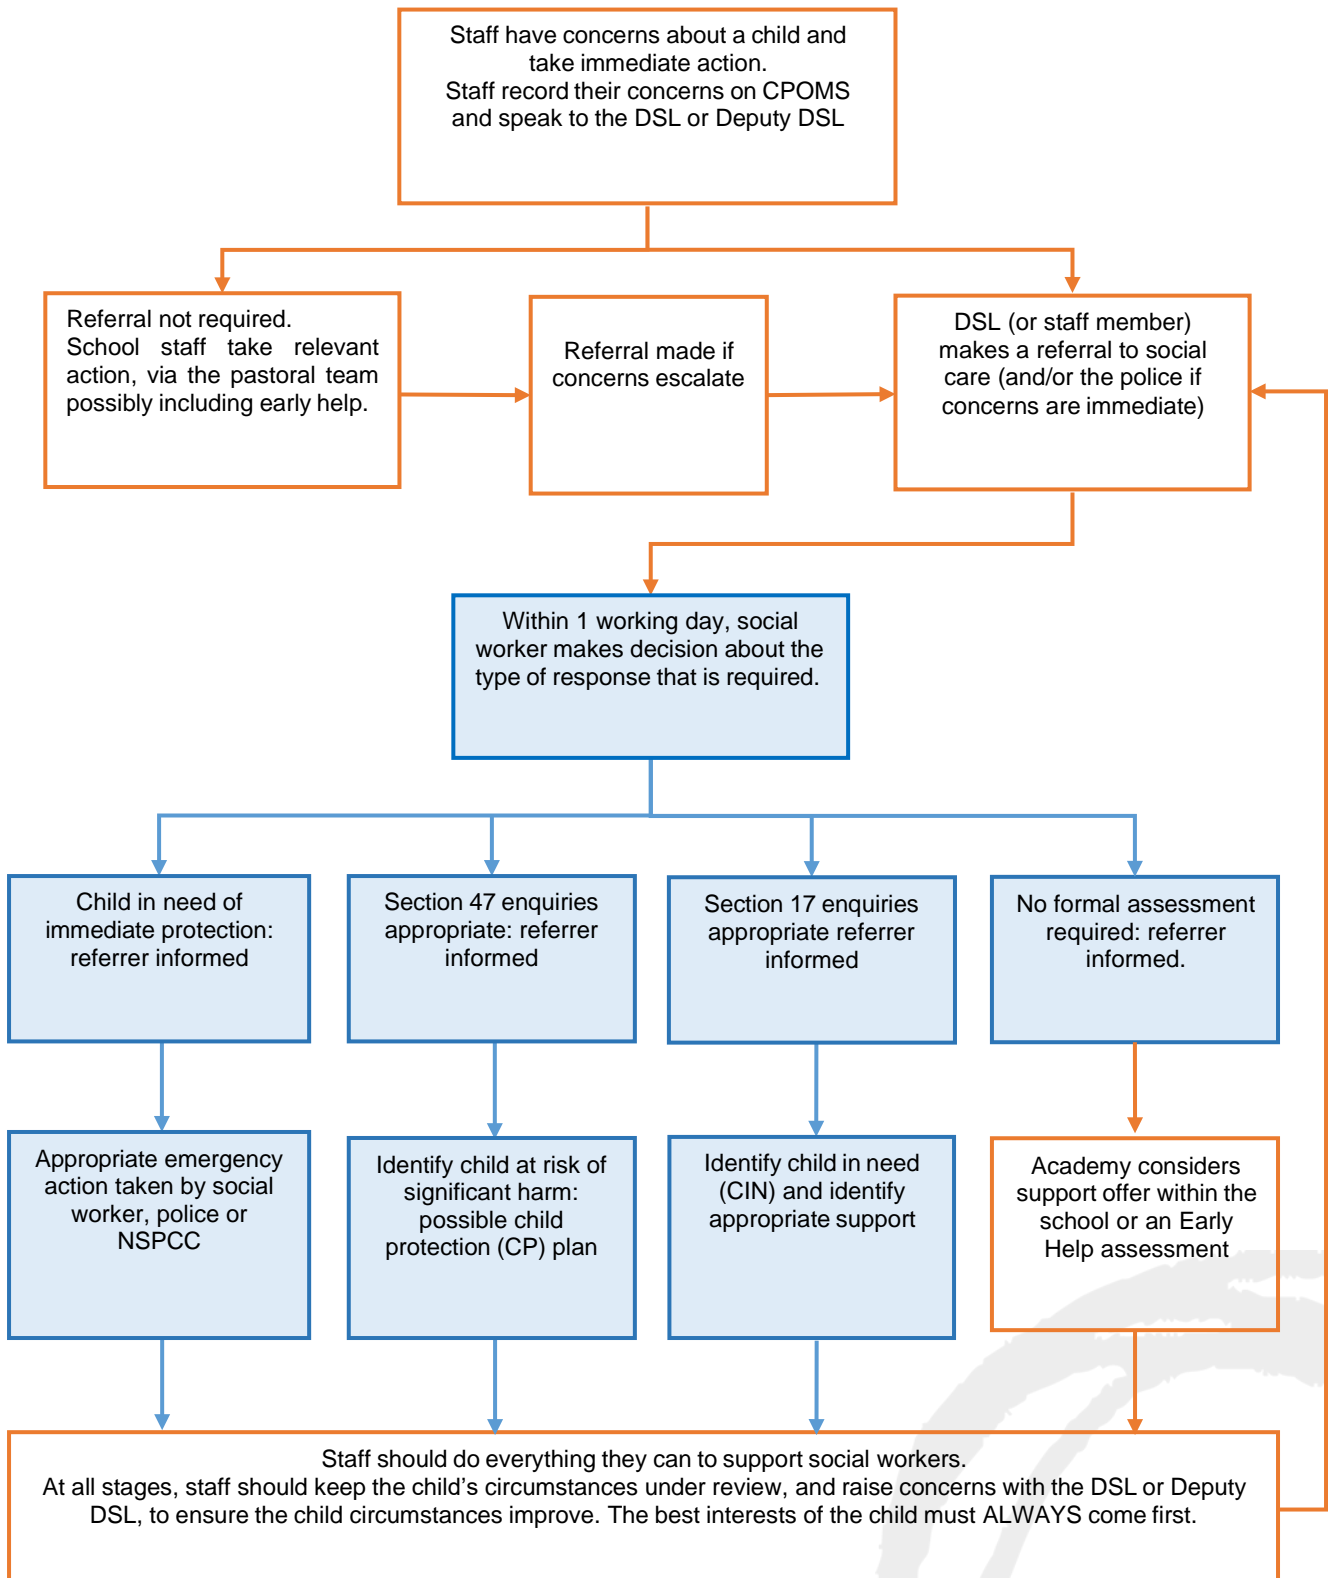 Staff have concerns about a child and
take immediate action.
Staff record their concerns on CPOMS
and speak to the DSL or Deputy DSL
Referral not required.
School staff take relevant
action, via the pastoral team
possibly including early help.
Referral made if
concerns escalate
DSL (or staff member)
makes a referral to social
care (and/or the police if
concerns are immediate)
Within 1 working day, social
worker makes decision about the
type of response that is required.
Child in need of
immediate protection:
referrer informed
Section 47 enquiries
appropriate: referrer
informed
Section 17 enquiries
appropriate referrer
informed
No formal assessment
required: referrer
informed.
Appropriate emergency
action taken by social
worker, police or
NSPCC
Identify child at risk of
significant harm:
possible child
protection (CP) plan
Identify child in need
(CIN) and identify
appropriate support
Academy considers
support offer within the
school or an Early
Help assessment
Staff should do everything they can to support social workers.
At all stages, staff should keep the child’s circumstances under review, and raise concerns with the DSL or Deputy
DSL, to ensure the child circumstances improve. The best interests of the child must ALWAYS come first.